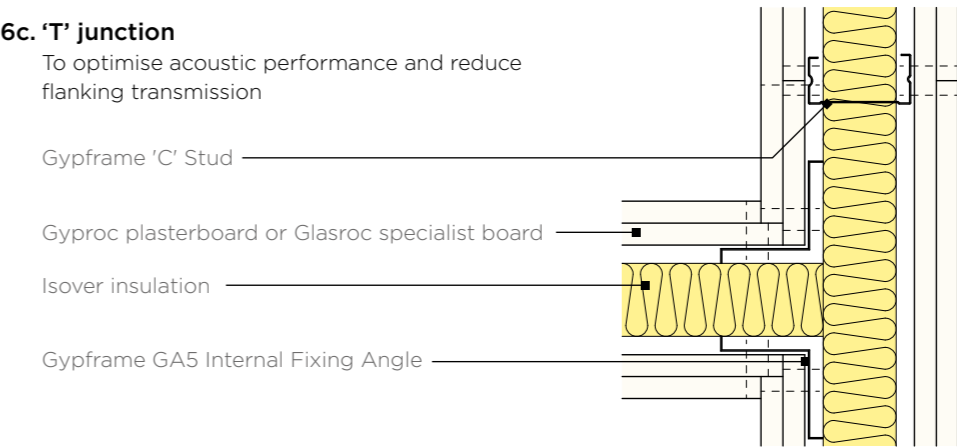 6c. ‘T’ junction
To optimise acoustic performance and reduce
flanking transmission
Gypframe 'C' Stud
Gyproc plasterboard or Glasroc specialist board
Isover insulation
Gypframe GA5 Internal Fixing Angle